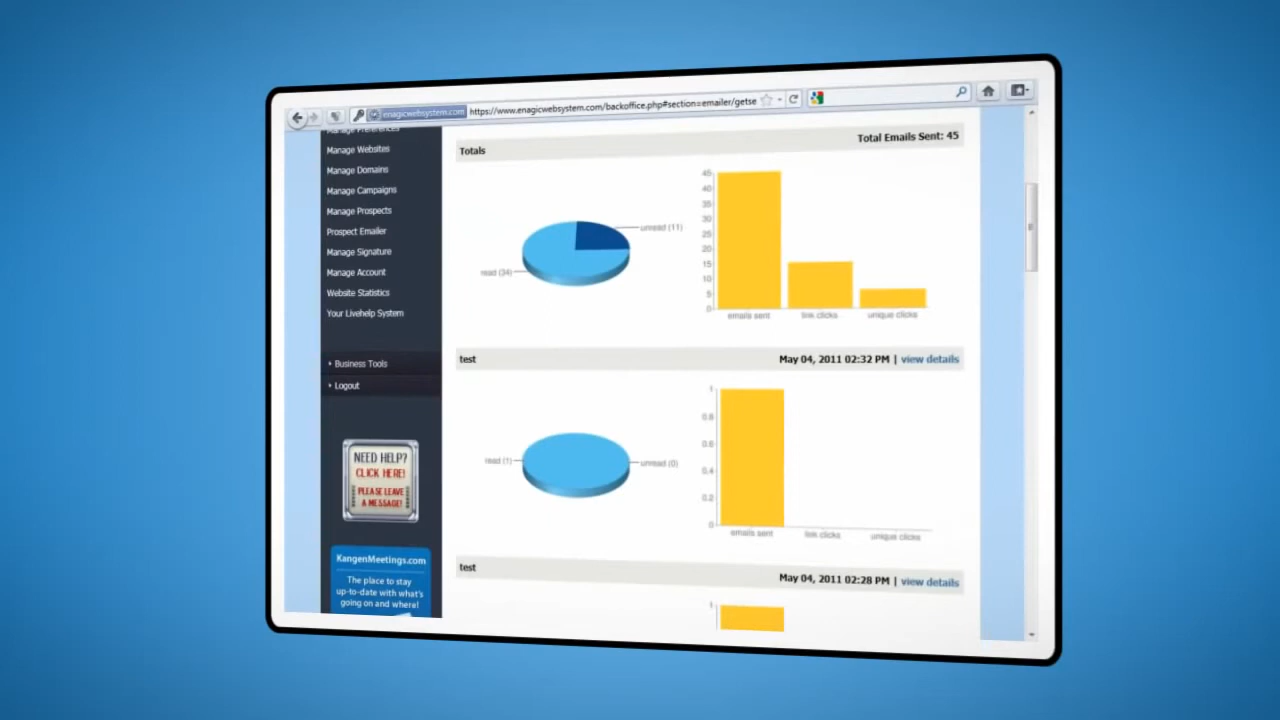 enagicwebsystem.com https://www.enagicwebsystem.com/backoffice.php#section=emailer/getse
Manage Preferences
Manage Websites
Manage Domains
Manage Campaigns
Manage Prospects
Prospect Emailer
Manage Signature
Manage Account
Website Statistics
Your Livehelp System
Business Tools
Logout
NEED HELP?
CLICK HERE!
PLEASE LEAVE
A MESSAGE!
KangenMeetings.com
The place to stay
up-to-date with what's
going on and where!
Totals Total Emails Sent: 45
unread (11)
read (34)
45
40
35
30
25
20
15
10
5
0
emails sent link clicks unique clicks
test May 04, 2011 02:32 PM | view details
read (1) unread (0)
1
0.8
0.6
0.4
0.2
0
emails sent link clicks unique clicks
test May 04, 2011 02:28 PM | view details
1